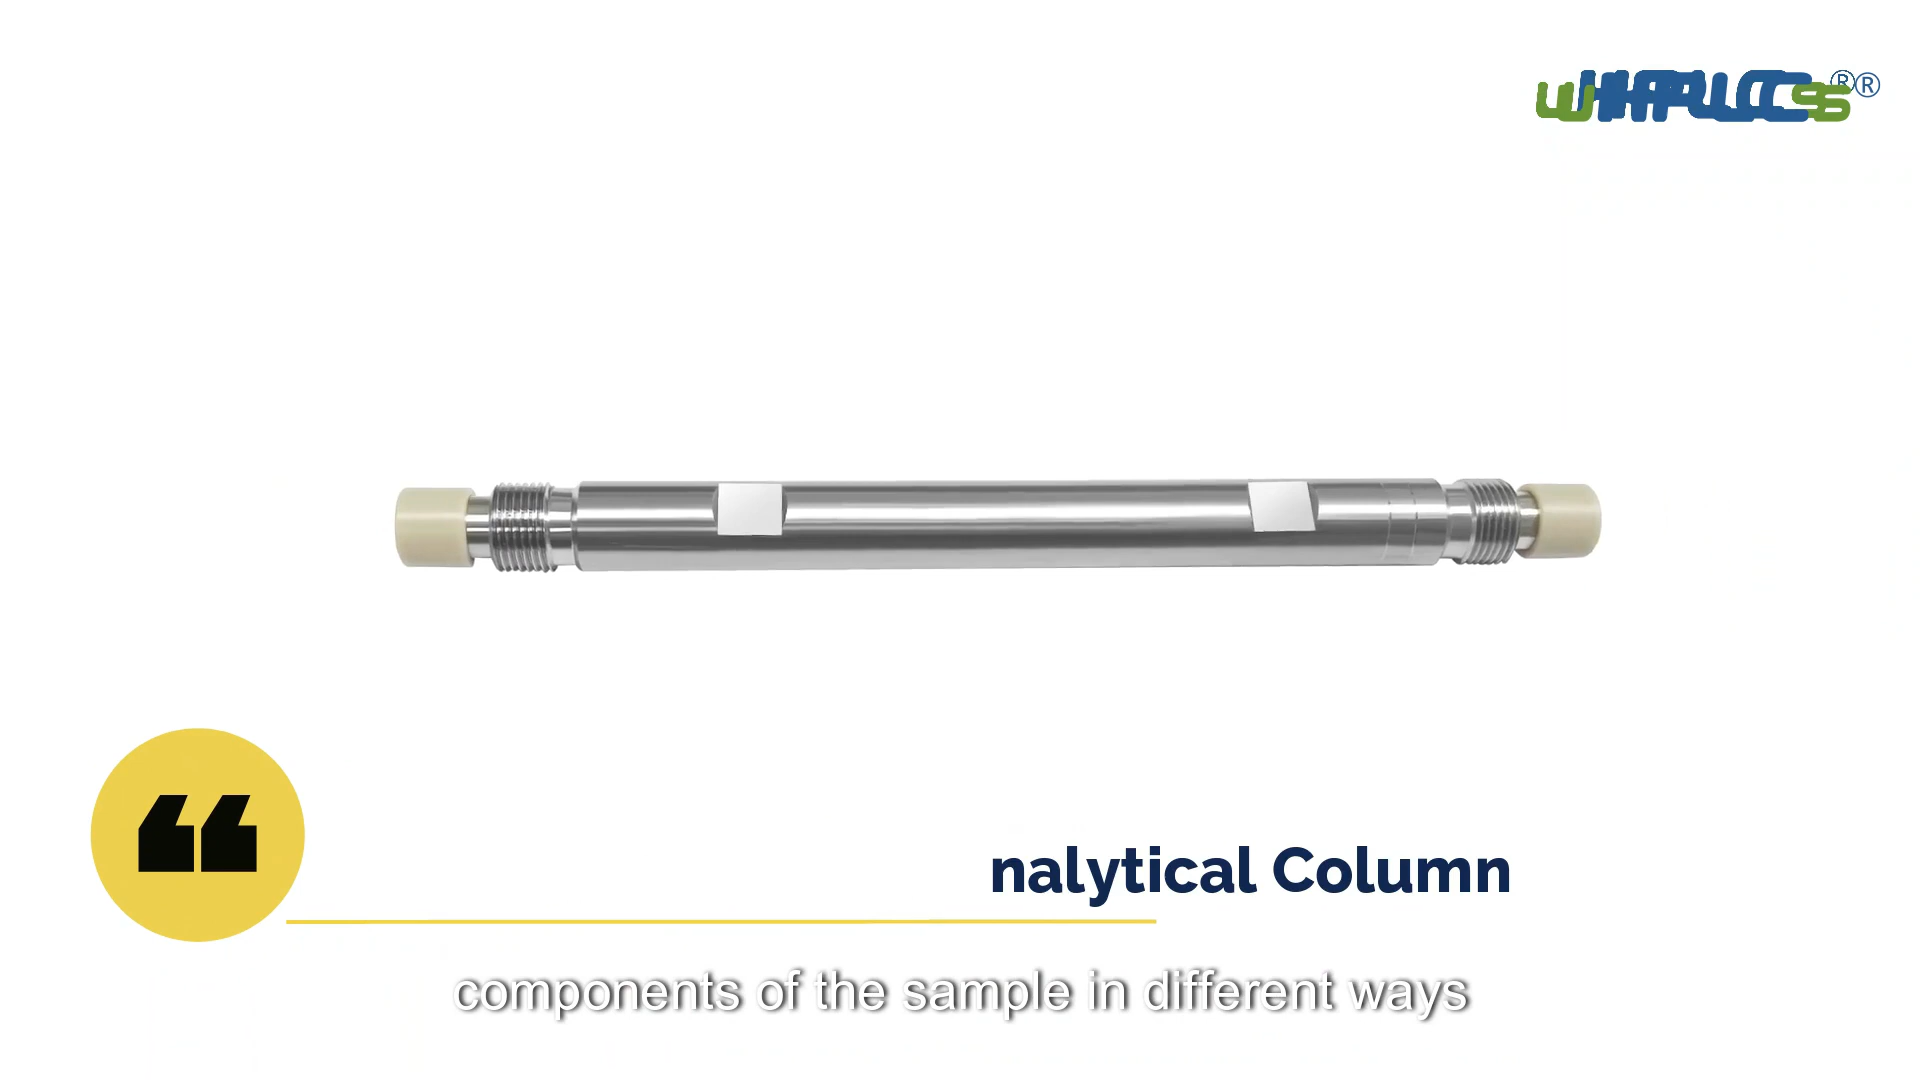 nalytical Column
components of the sample in different ways